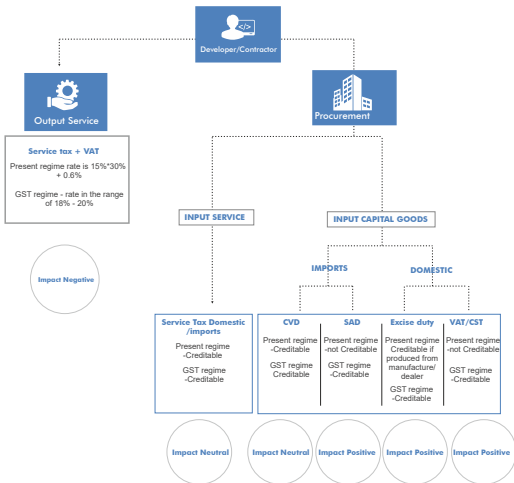 Developer/Contractor
Output Service
Procurement
Service tax + VAT
Present regime rate is 15%*30%
+ 0.6%
GST regime - rate in the range
of 18% - 20%
Impact Negative
INPUT SERVICE
INPUT CAPITAL GOODS
IMPORTS
DOMESTIC
Service Tax Domestic
/imports
Present regime
-Creditable
GST regime
-Creditable
CVD
Present regime
-Creditable
GST regime
Creditable
SAD
Present regime
-not Creditable
GST regime
-Creditable
Excise duty
Present regime
Creditable if
produced from
manufacture/
dealer
GST regime
-Creditable
VAT/CST
Present regime
-not Creditable
GST regime
-Creditable
Impact Neutral
Impact Neutral
Impact Positive
Impact Positive
Impact Positive